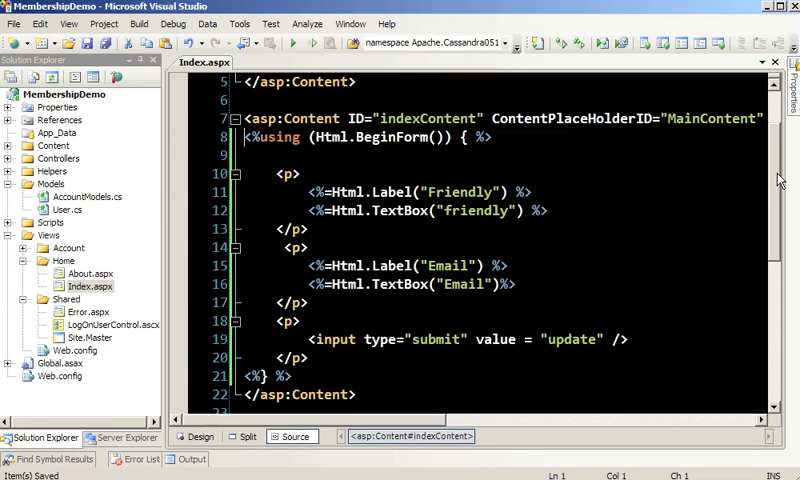 MembershipDemo - Microsoft Visual Studio
File Edit View Project Build Debug Data Tools Test Analyze Window Help
namespace Apache.Cassandra051
Solution Explorer
Index.aspx
MembershipDemo
Properties
References
App_Data
Content
Controllers
Helpers
Models
AccountModels.cs
User.cs
Scripts
Views
Account
Home
About.aspx
Index.aspx
Shared
Error.aspx
LogOnUserControl.ascx
Site.Master
Web.config
Global.asax
Web.config
5 </asp:Content>
6
7 <asp:Content ID="indexContent" ContentPlaceHolderID="MainContent"
8 <%using (Html.BeginForm()) { %>
9
10 <p>
11 <%=Html.Label("Friendly") %>
12 <%=Html.TextBox("friendly") %>
13 </p>
14 <p>
15 <%=Html.Label("Email") %>
16 <%=Html.TextBox("Email")%>
17 </p>
18 <p>
19 <input type="submit" value = "update" />
20 </p>
21 <%} %>
22 </asp:Content>
23
Properties
Design Split Source <asp:Content#indexContent>
Solution Explorer Server Explorer
Find Symbol Results Error List Output
Item(s) Saved Ln 1 Col 1 Ch 1 INS